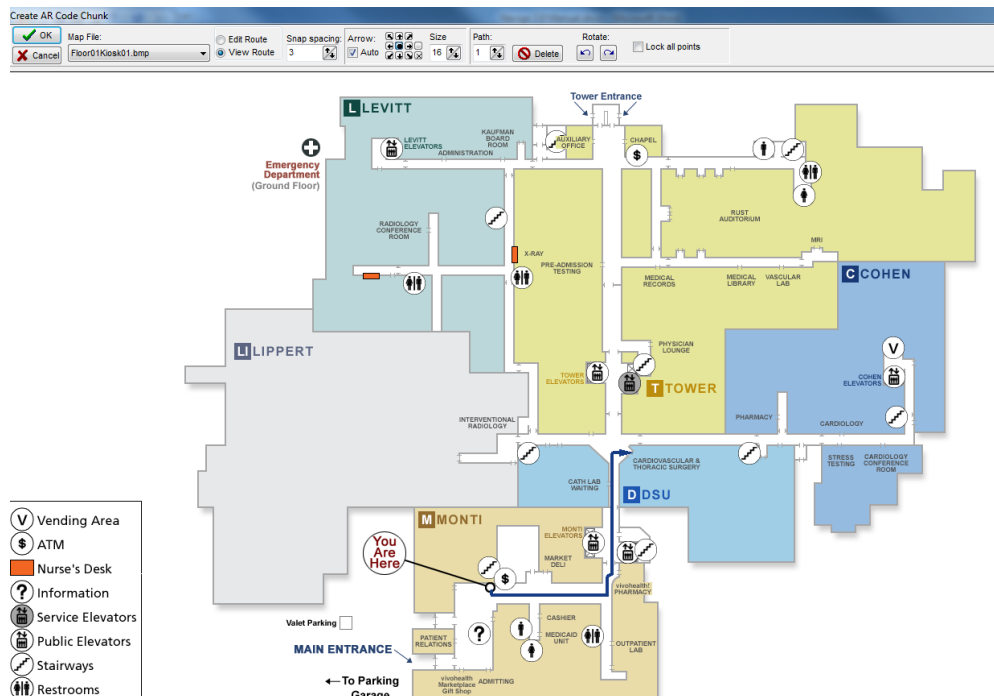 Create AR Code Chunk
OK
Cancel
Map File:
Floor01Kiosk01.bmp
Edit Route
View Route
Snap spacing:
3
Arrow:
Auto
Size
16
Path:
1
Delete
Rotate:
Lock all points
Tower Entrance
L LEVITT
LEVITT
ELEVATORS
ADMINISTRATION
KAUFMAN
BOARD
ROOM
AUXILIARY
OFFICE
CHAPEL
$
Emergency
Department
(Ground Floor)
RADIOLOGY
CONFERENCE
ROOM
RUST
AUDITORIUM
X-RAY
PRE-ADMISSION
TESTING
MRI
MEDICAL
RECORDS
MEDICAL
LIBRARY
VASCULAR
LAB
C COHEN
LI LIPPERT
PHYSICIAN
LOUNGE
V
TOWER
ELEVATORS
T TOWER
COHEN
ELEVATORS
INTERVENTIONAL
RADIOLOGY
PHARMACY
CARDIOLOGY
CARDIOVASCULAR &
THORACIC SURGERY
STRESS
TESTING
CARDIOLOGY
CONFERENCE
ROOM
CATH LAB
WAITING
D DSU
M MONTI
MONTI
ELEVATORS
You
Are
Here
MARKET
DELI
$
vivohealth!
PHARMACY
Valet Parking
PATIENT
RELATIONS
?
CASHIER
MEDICAID
UNIT
OUTPATIENT
LAB
MAIN ENTRANCE
To Parking
Garage
vivohealth
Marketplace
Gift Shop
ADMITTING
V Vending Area
$ ATM
Nurse's Desk
? Information
Service Elevators
Public Elevators
Stairways
Restrooms